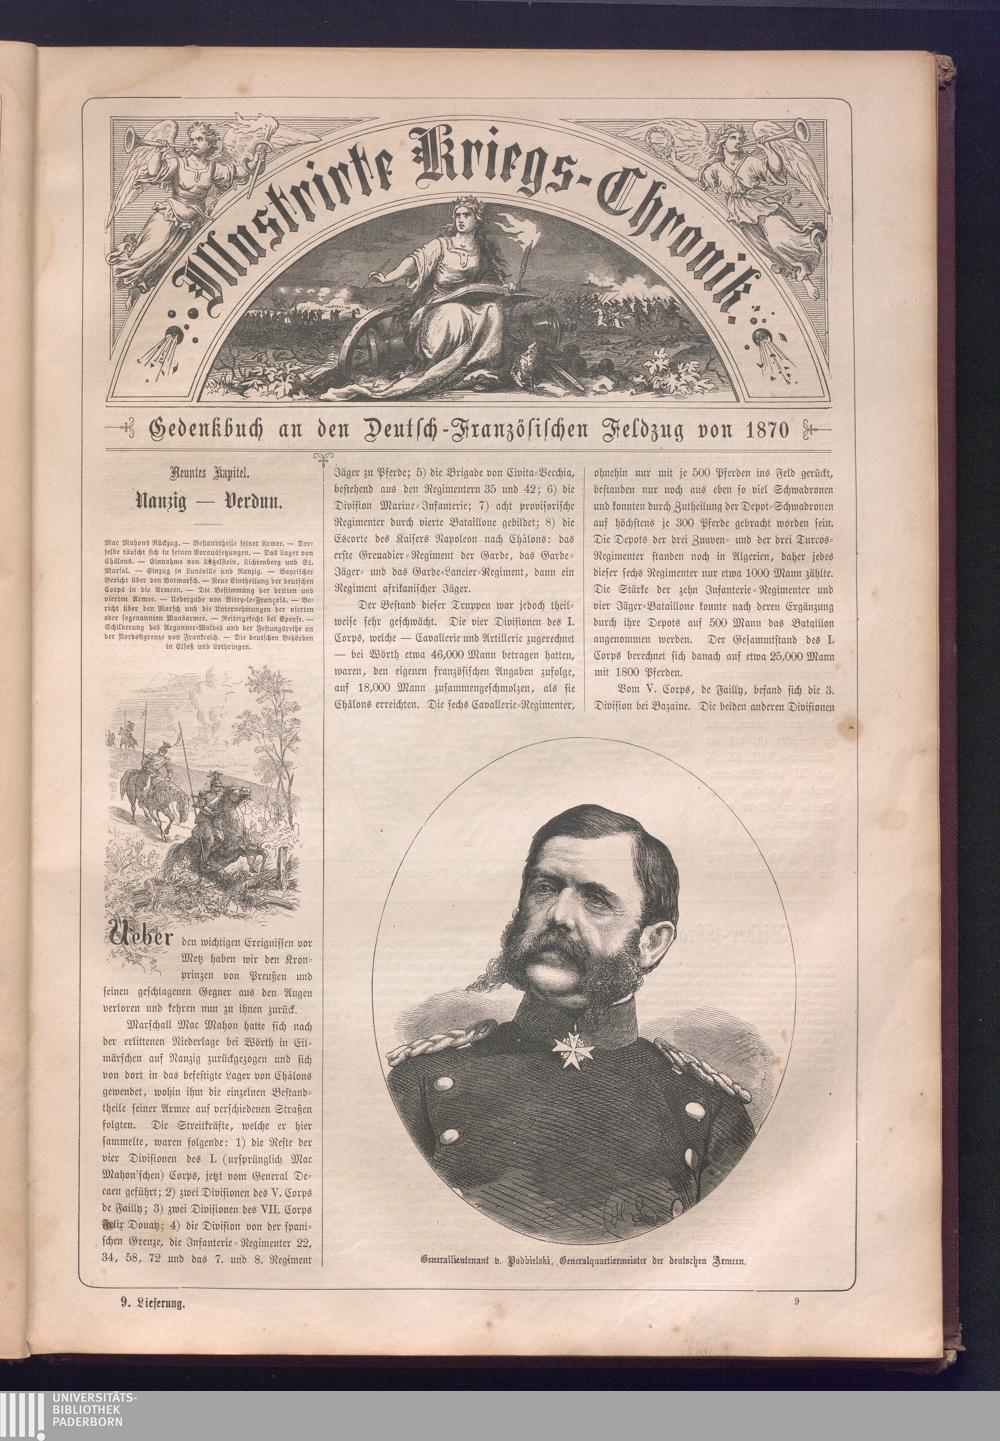 Illustrirte Kriegs-Chronik.
Gedenkbuch an den Deutsch-Französischen Feldzug von 1870
Neuntes Kapitel.
Nanzig — Verdun.
Mac Mahons Rückzug. — Bestandtheile seiner Armee. — Der-
selbe täuscht sich in seinen Voraussetzungen. — Das Lager von
Châlons. — Einnahme von Lützelstein, Lichtenberg und St.
Marsal. — Einzug in Lunéville und Nanzig. — Bayrischer
Bericht über den Vormarsch. — Neue Eintheilung der deutschen
Corps in die Armeen. — Die Bestimmung der dritten und
vierten Armee. — Uebergabe von Vitry-le-Français. — Be-
richt über den Marsch und die Unternehmungen der vierten
oder sogenannten Maasarmee. — Reitergefecht bei Epense. —
Schilderung des Argonner-Waldes und der Festungsreihe an
der Nordostgrenze von Frankreich. — Die deutschen Behörden
in Elsaß und Lothringen.
Ueber den wichtigen Ereignissen vor
Metz haben wir den Kron-
prinzen von Preußen und
seinen geschlagenen Gegner aus den Augen
verloren und kehren nun zu ihnen zurück.
Marschall Mac Mahon hatte sich nach
der erlittenen Niederlage bei Wörth in Eil-
märschen auf Nanzig zurückgezogen und sich
von dort in das befestigte Lager von Châlons
gewendet, wohin ihm die einzelnen Bestand-
theile seiner Armee auf verschiedenen Straßen
folgten. Die Streitkräfte, welche er hier
sammelte, waren folgende: 1) die Reste der
vier Divisionen des I. (ursprünglich Mac
Mahon'schen) Corps, jetzt vom General De-
caen geführt; 2) zwei Divisionen des V. Corps
de Failly; 3) zwei Divisionen des VII. Corps
Felix Douay; 4) die Division von der spani-
schen Grenze, die Infanterie-Regimenter 22,
34, 58, 72 und das 7. und 8. Regiment
Jäger zu Pferde; 5) die Brigade von Civita-Vecchia,
bestehend aus den Regimentern 35 und 42; 6) die
Division Marine-Infanterie; 7) acht provisorische
Regimenter durch vierte Bataillone gebildet; 8) die
Escorte des Kaisers Napoleon nach Châlons: das
erste Grenadier-Regiment der Garde, das Garde-
Jäger- und das Garde-Lancier-Regiment, dann ein
Regiment afrikanischer Jäger.
Der Bestand dieser Truppen war jedoch theil-
weise sehr geschwächt. Die vier Divisionen des I.
Corps, welche — Cavallerie und Artillerie zugerechnet
— bei Wörth etwa 46,000 Mann betragen hatten,
waren, den eigenen französischen Angaben zufolge,
auf 18,000 Mann zusammengeschmolzen, als sie
Châlons erreichten. Die sechs Cavallerie-Regimenter,
ohnehin nur mit je 500 Pferden ins Feld gerückt,
bestanden nur noch aus eben so viel Schwadronen
und konnten durch Zutheilung der Depot-Schwadronen
auf höchstens je 300 Pferde gebracht worden sein.
Die Depots der drei Zuaven- und der drei Turcos-
Regimenter standen noch in Algerien, daher jedes
dieser sechs Regimenter nur etwa 1000 Mann zählte.
Die Stärke der zehn Infanterie-Regimenter und
vier Jäger-Bataillone konnte nach deren Ergänzung
durch ihre Depots auf 500 Mann das Bataillon
angenommen werden. Der Gesammtstand des I.
Corps berechnet sich danach auf etwa 25,000 Mann
mit 1800 Pferden.
Vom V. Corps, de Failly, befand sich die 3.
Division bei Bazaine. Die beiden anderen Divisionen
Generallieutenant v. Podbielski, Generalquartiermeister der deutschen Armeen.
9. Lieferung.
9
UNIVERSITÄTS-
BIBLIOTHEK
PADERBORN